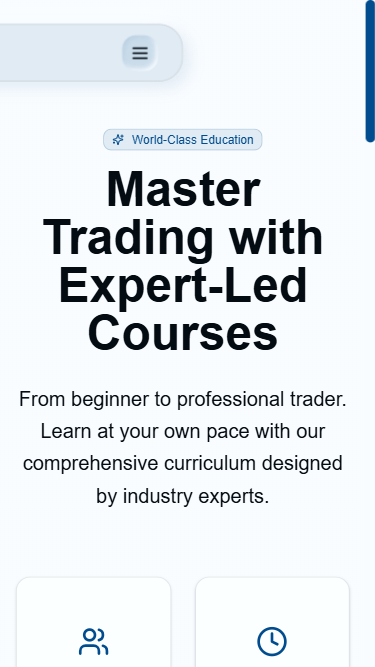 World-Class Education
Master
Trading with
Expert-Led
Courses
From beginner to professional trader.
Learn at your own pace with our
comprehensive curriculum designed
by industry experts.